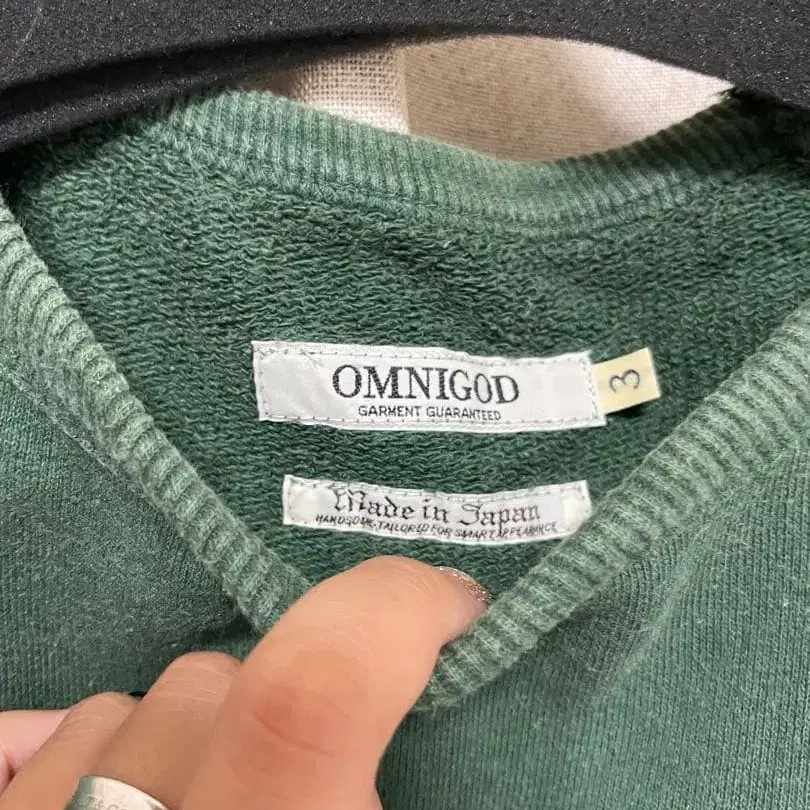 OMNIGOD
GARMENT GUARANTEED
3
Made in Japan
HANDSOME-TAILORED FOR SMART APPEARANCE